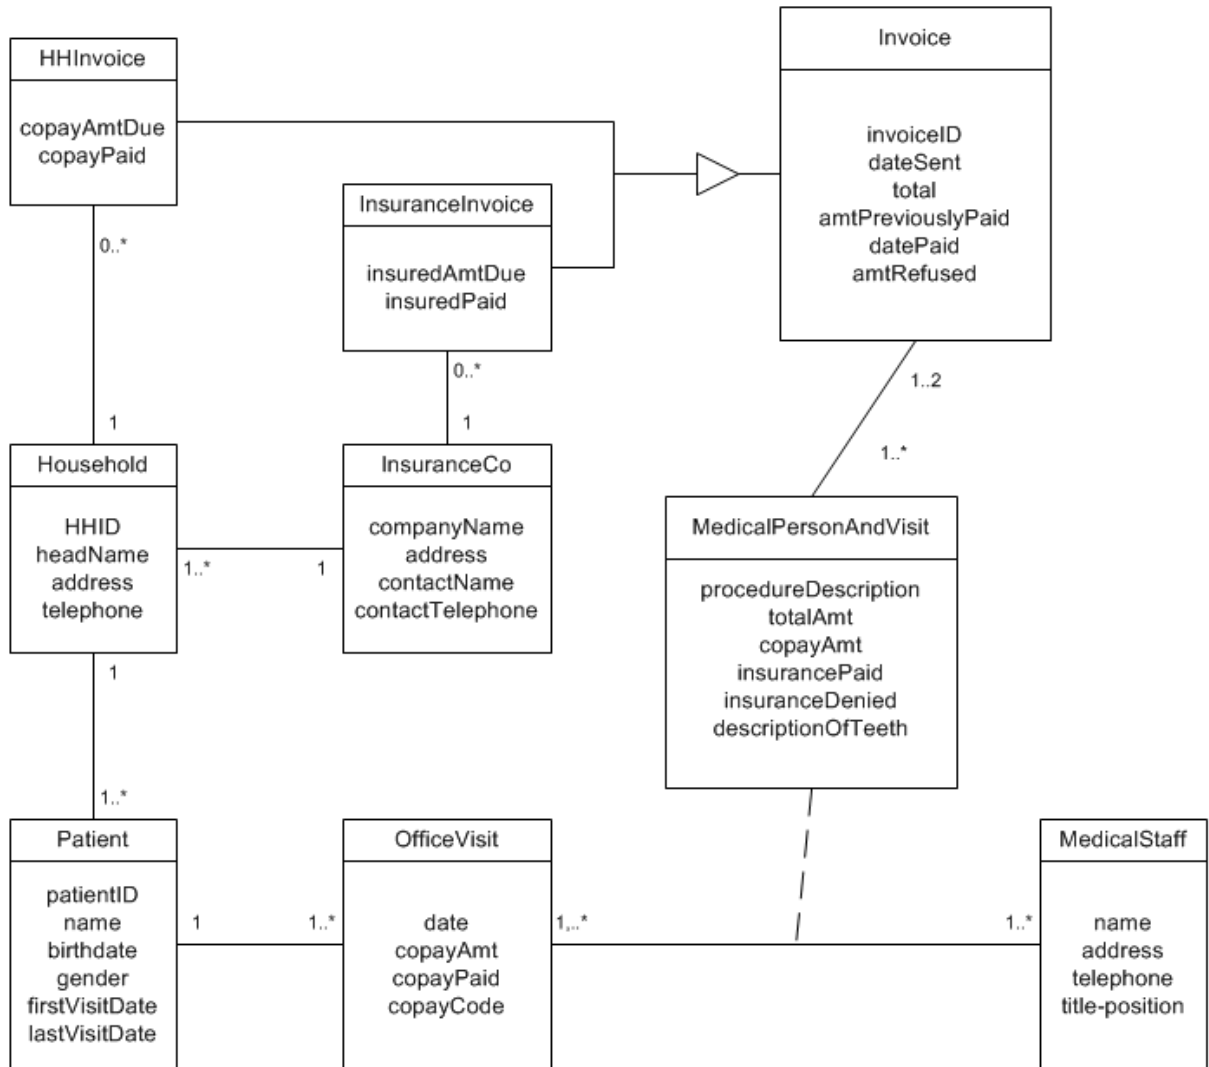 HHInvoice
copayAmtDue
copayPaid
Invoice
invoiceID
dateSent
total
amtPreviouslyPaid
datePaid
amtRefused
InsuranceInvoice
insuredAmtDue
insuredPaid
0..*
0..*
1..2
1
1
1..*
Household
HHID
headName
address
telephone
InsuranceCo
companyName
address
contactName
contactTelephone
1..*
1
MedicalPersonAndVisit
procedureDescription
totalAmt
copayAmt
insurancePaid
insuranceDenied
descriptionOfTeeth
1
1..*
Patient
patientID
name
birthdate
gender
firstVisitDate
lastVisitDate
1
1..*
OfficeVisit
date
copayAmt
copayPaid
copayCode
1,..*
1..*
MedicalStaff
name
address
telephone
title-position